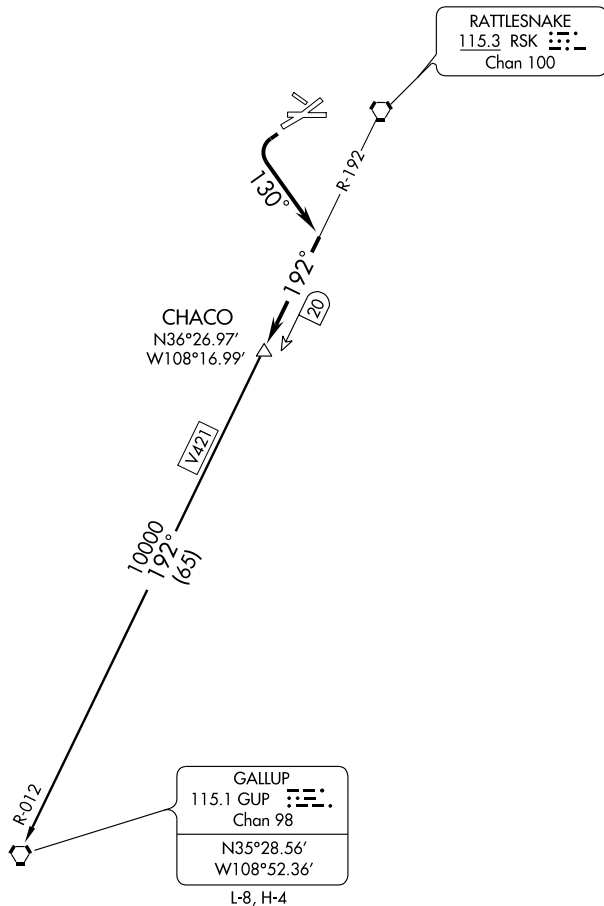 RATTLESNAKE
115.3 RSK
Chan 100
R-192
130°
192°
20
CHACO
N36°26.97'
W108°16.99'
V421
10000
192°
(65)
R-012
GALLUP
115.1 GUP
Chan 98
N35°28.56'
W108°52.36'
L-8, H-4